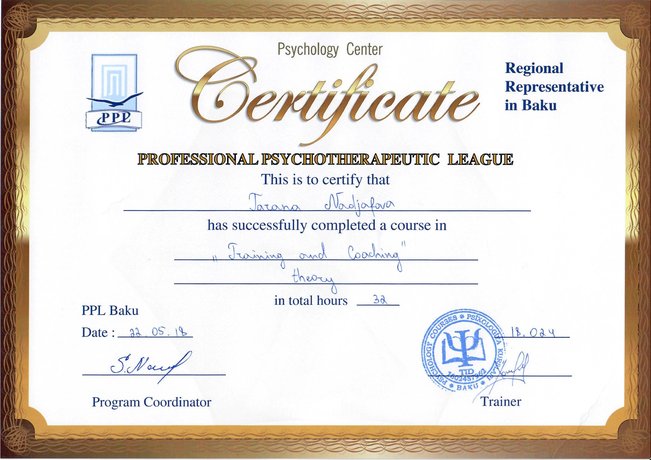 Psychology Center
Certificate
Regional
Representative
in Baku
PPL
PROFESSIONAL PSYCHOTHERAPEUTIC LEAGUE
This is to certify that
Tarana Nadjafova
has successfully completed a course in
„Training and Coaching"
theory
in total hours 32
PPL Baku
Date : 22.05.18
18.024
PSYCHOLOGY COURSES • PSİXOLOGİYA KURSLARI
BAKU
Program Coordinator
Trainer